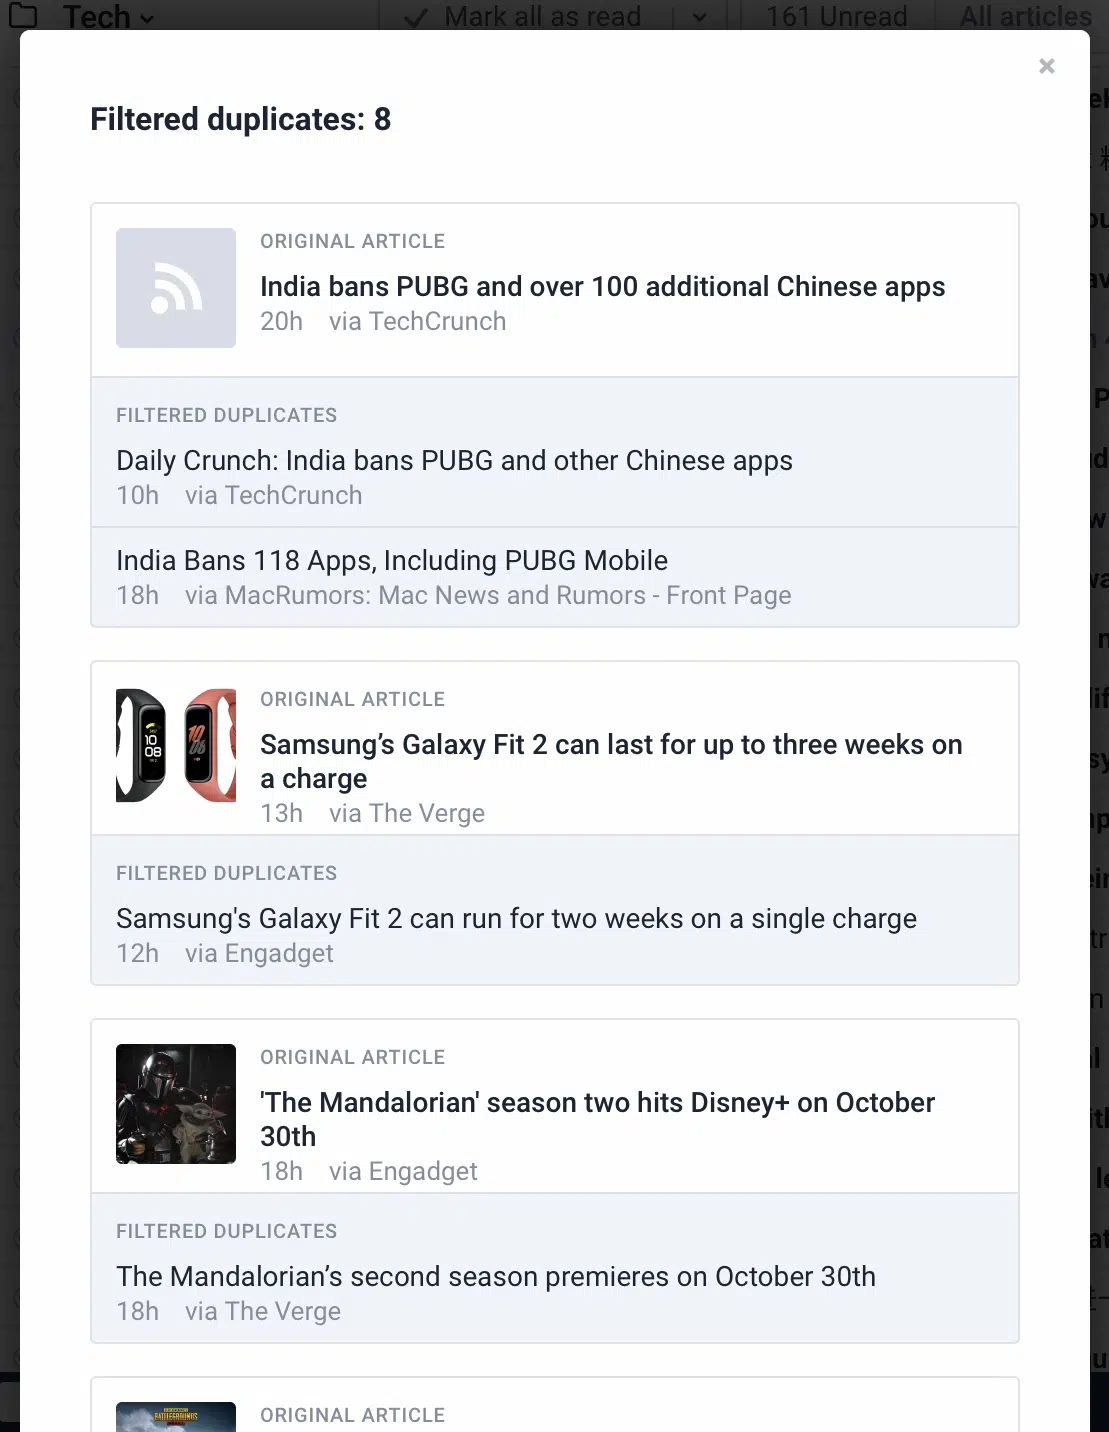 Tech
Mark all as read
161 Unread
All articles
Filtered duplicates: 8
ORIGINAL ARTICLE
India bans PUBG and over 100 additional Chinese apps
20h via TechCrunch
FILTERED DUPLICATES
Daily Crunch: India bans PUBG and other Chinese apps
10h via TechCrunch
India Bans 118 Apps, Including PUBG Mobile
18h via MacRumors: Mac News and Rumors - Front Page
ORIGINAL ARTICLE
Samsung’s Galaxy Fit 2 can last for up to three weeks on
a charge
13h via The Verge
FILTERED DUPLICATES
Samsung's Galaxy Fit 2 can run for two weeks on a single charge
12h via Engadget
ORIGINAL ARTICLE
'The Mandalorian' season two hits Disney+ on October
30th
18h via Engadget
FILTERED DUPLICATES
The Mandalorian’s second season premieres on October 30th
18h via The Verge
BATTLEGROUNDS
ORIGINAL ARTICLE